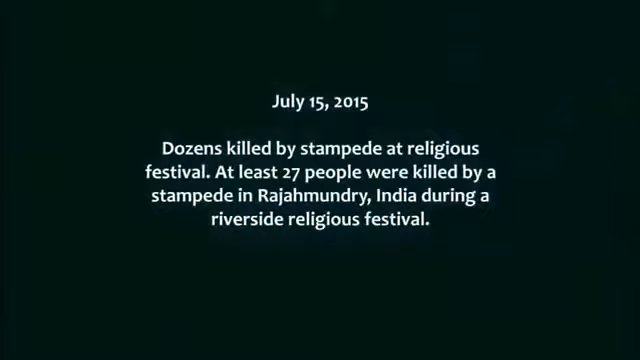 July 15, 2015
Dozens killed by stampede at religious
festival. At least 27 people were killed by a
stampede in Rajahmundry, India during a
riverside religious festival.